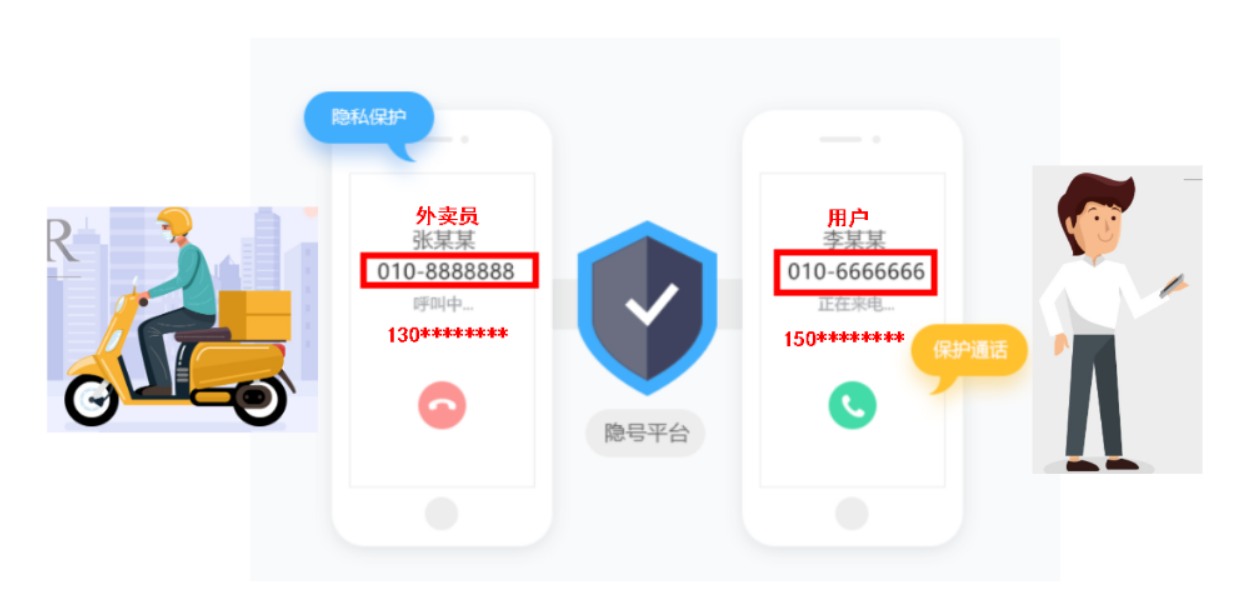 隐私保护
R
外卖员
张某某
010-8888888
呼叫中...
130********
隐号平台
用户
李某某
010-6666666
正在来电...
150********
保护通话